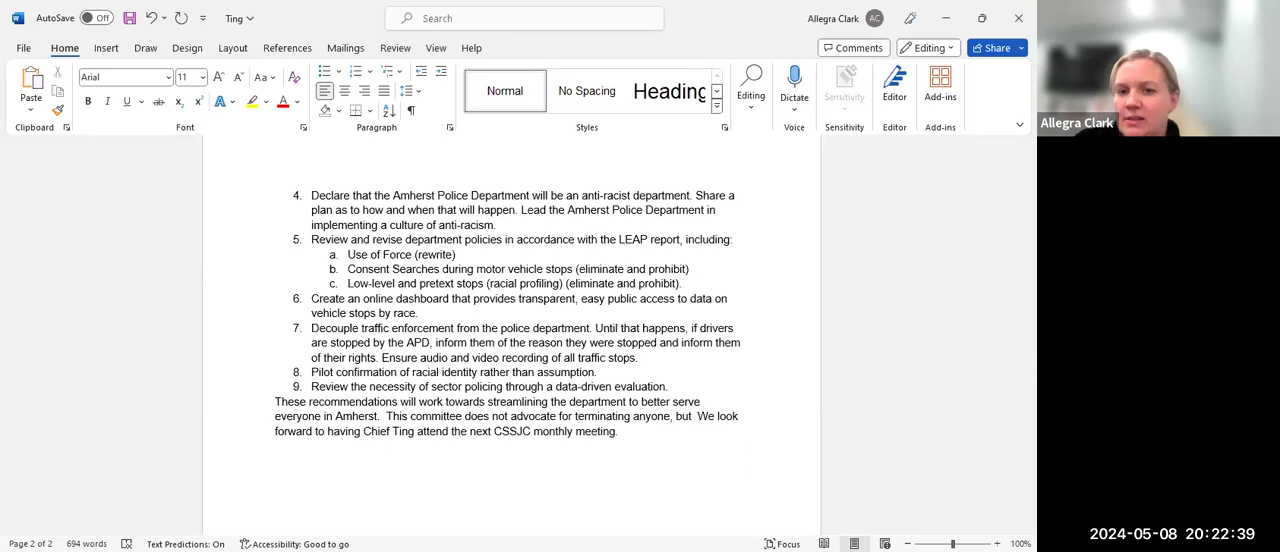 AutoSave Off Ting Search Allegra Clark AC
File Home Insert Draw Design Layout References Mailings Review View Help Comments Editing Share
Paste Arial 11 Aa Normal No Spacing Heading Editing Dictate Sensitivity Editor Add-ins
B I U ab x₂ x² A A
Clipboard Font Paragraph Styles Voice Sensitivity Editor Add-ins
4. Declare that the Amherst Police Department will be an anti-racist department. Share a
plan as to how and when that will happen. Lead the Amherst Police Department in
implementing a culture of anti-racism.
5. Review and revise department policies in accordance with the LEAP report, including:
a. Use of Force (rewrite)
b. Consent Searches during motor vehicle stops (eliminate and prohibit)
c. Low-level and pretext stops (racial profiling) (eliminate and prohibit).
6. Create an online dashboard that provides transparent, easy public access to data on
vehicle stops by race.
7. Decouple traffic enforcement from the police department. Until that happens, if drivers
are stopped by the APD, inform them of the reason they were stopped and inform them
of their rights. Ensure audio and video recording of all traffic stops.
8. Pilot confirmation of racial identity rather than assumption.
9. Review the necessity of sector policing through a data-driven evaluation.
These recommendations will work towards streamlining the department to better serve
everyone in Amherst. This committee does not advocate for terminating anyone, but We look
forward to having Chief Ting attend the next CSSJC monthly meeting.
Page 2 of 2 694 words Text Predictions: On Accessibility: Good to go Focus 100%
Allegra Clark
2024-05-08 20:22:39